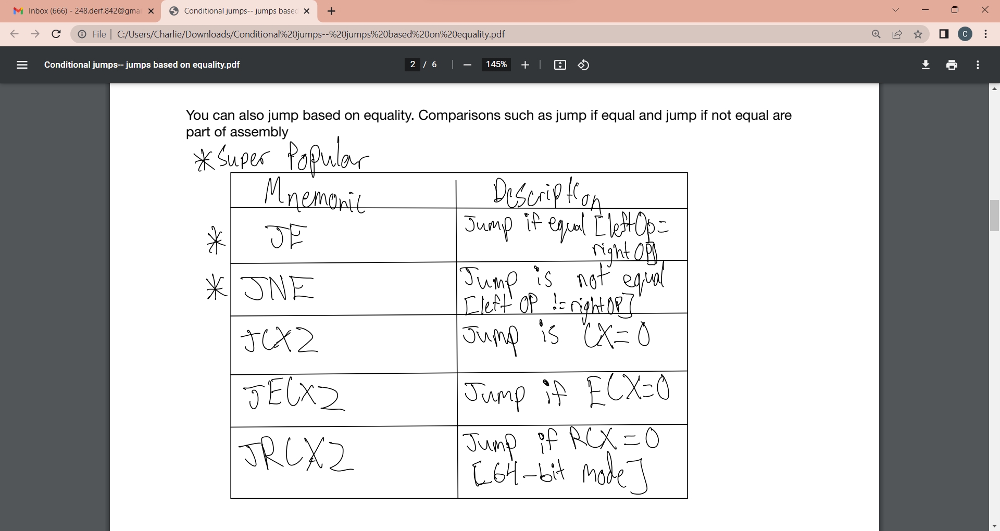 Inbox (666) - 248.derf.842@gmai
Conditional jumps-- jumps based
File
C:/Users/Charlie/Downloads/Conditional%20jumps--%20jumps%20based%20on%20equality.pdf
C
Conditional jumps-- jumps based on equality.pdf
2 / 6
145%
You can also jump based on equality. Comparisons such as jump if equal and jump if not equal are
part of assembly
* Super Popular
Mnemonic Description
* JE Jump if equal [leftOp=
rightOP]
* JNE Jump is not equal
[left OP != rightOP]
JCXZ Jump is CX=0
JECXZ Jump if ECX=0
JRCXZ Jump if RCX=0
[64-bit mode]